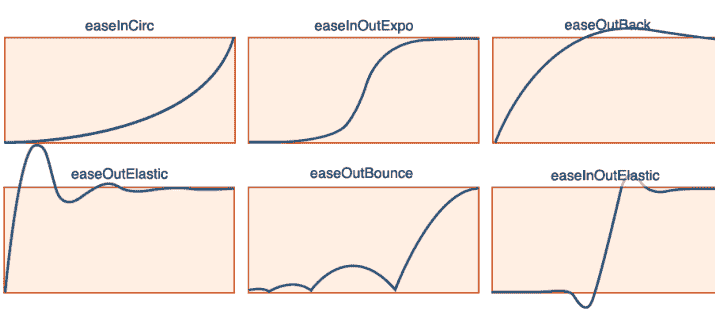 easeInCirc
easeInOutExpo
easeOutBack
easeOutElastic
easeOutBounce
easeInOutElastic